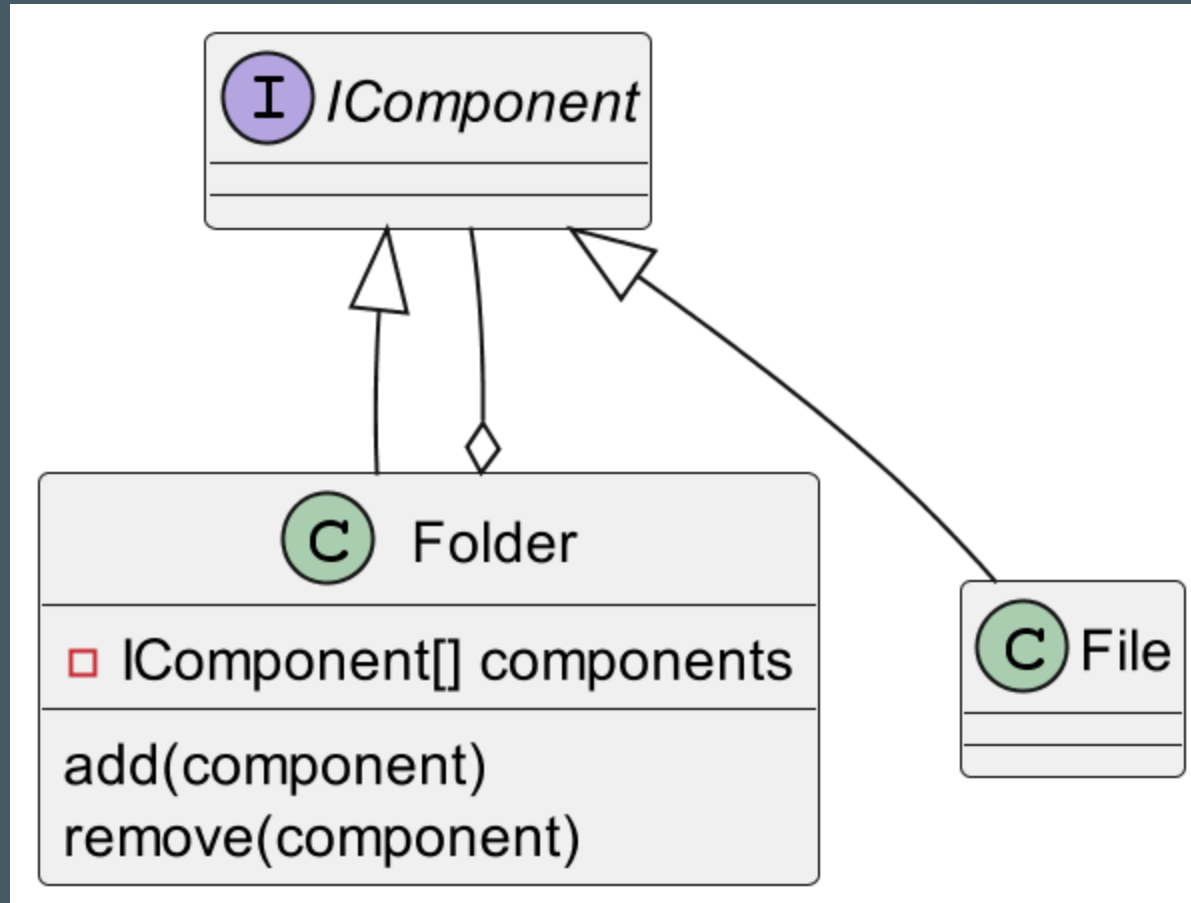 I IComponent
C Folder
IComponent[] components
add(component)
remove(component)
C File